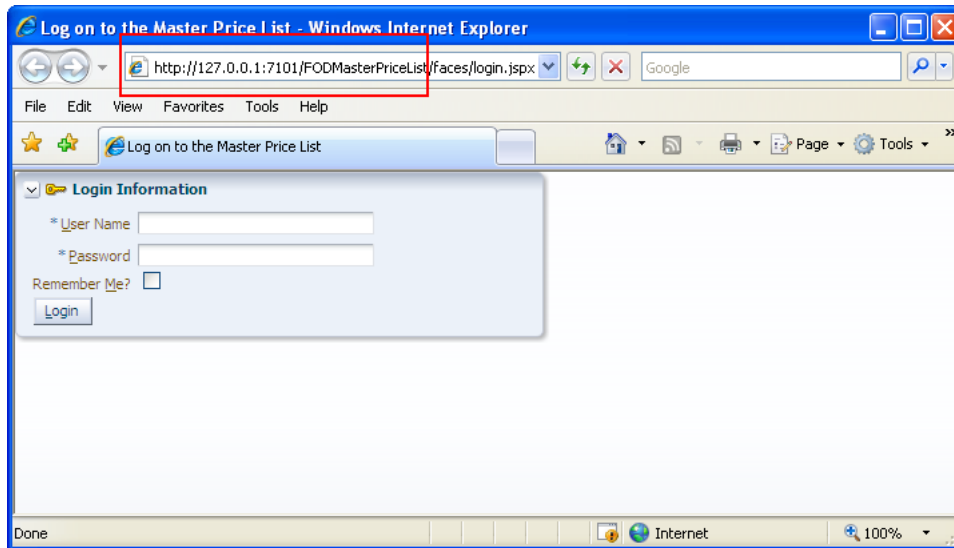 Log on to the Master Price List - Windows Internet Explorer
http://127.0.0.1:7101/FODMasterPriceList/faces/login.jspx
Google
File Edit View Favorites Tools Help
Log on to the Master Price List
Page
Tools
»
Login Information
* User Name
* Password
Remember Me?
Login
Done
Internet
100%